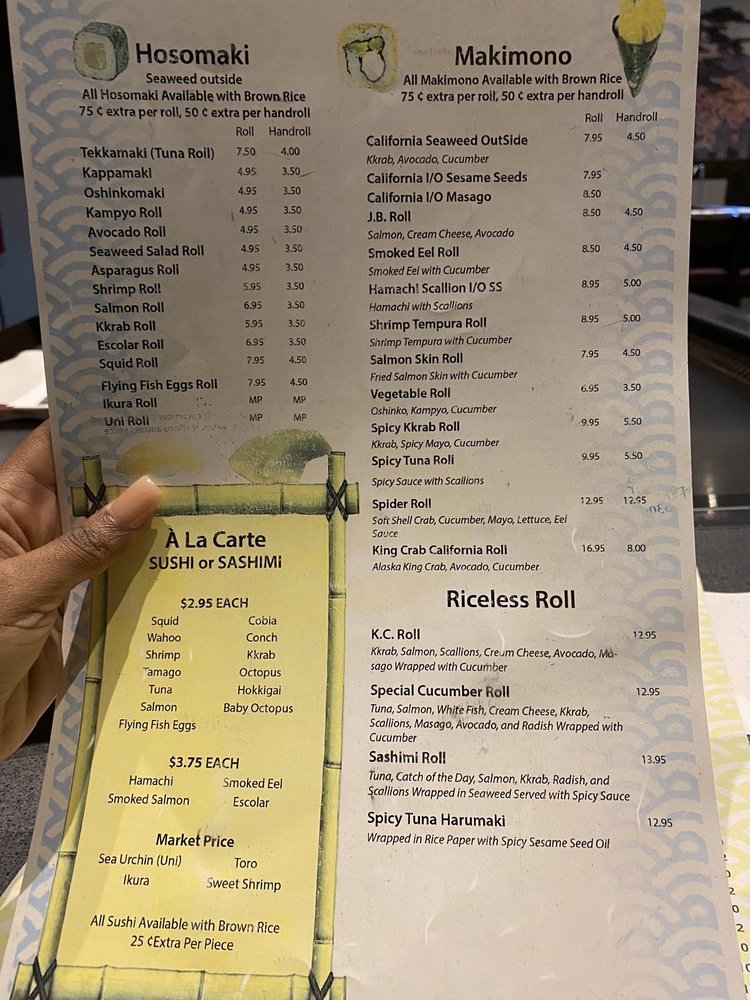 Hosomaki
Seaweed outside
All Hosomaki Available with Brown Rice
75 ¢ extra per roll, 50 ¢ extra per handroll
Roll Handroll
Tekkamaki (Tuna Roil) 7.50 4.00
Kappamaki 4.95 3.50
Oshinkomaki 4.95 3.50
Kampyo Roll 4.95 3.50
Avocado Roll 4.95 3.50
Seaweed Salad Roll 4.95 3.50
Asparagus Roll 4.95 3.50
Shrimp Roll 5.95 3.50
Salmon Roll 6.95 3.50
Kkrab Roll 5.95 3.50
Escolar Roll 6.95 3.50
Squid Roll 7.95 4.50
Flying Fish Eggs Roll 7.95 4.50
Ikura Roll MP MP
Uni Roll MP MP
À La Carte
SUSHI or SASHIMI
$2.95 EACH
Squid Cobia
Wahoo Conch
Shrimp Kkrab
Tamago Octopus
Tuna Hokkigai
Salmon Baby Octopus
Flying Fish Eggs
$3.75 EACH
Hamachi Smoked Eel
Smoked Salmon Escolar
Market Price
Sea Urchin (Uni) Toro
Ikura Sweet Shrimp
All Sushi Available with Brown Rice
25 ¢Extra Per Piece
Makimono
All Makimono Available with Brown Rice
75 ¢ extra per roll, 50 ¢ extra per handroll
Roll Handroll
California Seaweed OutSide 7.95 4.50
Kkrab, Avocado, Cucumber
California I/O Sesame Seeds 7.95
California I/O Masago 8.50
J.B. Roll 8.50 4.50
Salmon, Cream Cheese, Avocado
Smoked Eel Roll 8.50 4.50
Smoked Eel with Cucumber
Hamachi Scallion I/O SS 8.95 5.00
Hamachi with Scallions
Shrimp Tempura Roll 8.95 5.00
Shrimp Tempura with Cucumber
Salmon Skin Roll 7.95 4.50
Fried Salmon Skin with Cucumber
Vegetable Roll 6.95 3.50
Oshinko, Kampyo, Cucumber
Spicy Kkrab Roll 9.95 5.50
Kkrab, Spicy Mayo, Cucumber
Spicy Tuna Roli 9.95 5.50
Spicy Sauce with Scallions
Spider Roll 12.95 12.95
Soft Shell Crab, Cucumber, Mayo, Lettuce, Eel
Sauce
King Crab California Roll 16.95 8.00
Alaska King Crab, Avocado, Cucumber
Riceless Roll
K.C. Roll 12.95
Kkrab, Salmon, Scallions, Cream Cheese, Avocado, Ma-
sago Wrapped with Cucumber
Special Cucumber Roll 12.95
Tuna, Salmon, White Fish, Cream Cheese, Kkrab,
Scallions, Masago, Avocado, and Radish Wrapped with
Cucumber
Sashimi Roll 13.95
Tuna, Catch of the Day, Salmon, Kkrab, Radish, and
Scallions Wrapped in Seaweed Served with Spicy Sauce
Spicy Tuna Harumaki 12.95
Wrapped in Rice Paper with Spicy Sesame Seed Oil